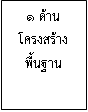 ๑ ด้าน
โครงสร้าง
พื้นฐาน